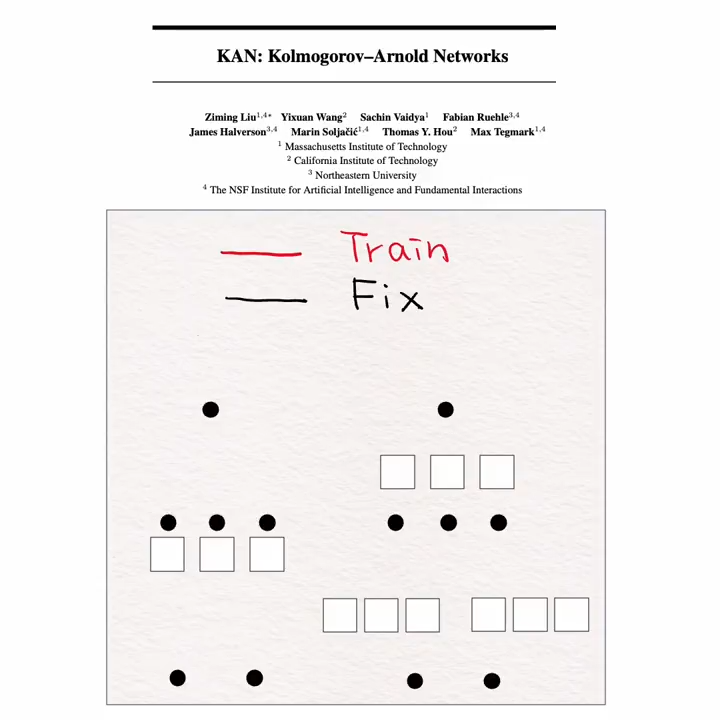 KAN: Kolmogorov–Arnold Networks
Ziming Liu¹,⁴* Yixuan Wang² Sachin Vaidya¹ Fabian Ruehle³,⁴
James Halverson³,⁴ Marin Soljačić¹,⁴ Thomas Y. Hou² Max Tegmark¹,⁴
¹ Massachusetts Institute of Technology
² California Institute of Technology
³ Northeastern University
⁴ The NSF Institute for Artificial Intelligence and Fundamental Interactions
Train
Fix